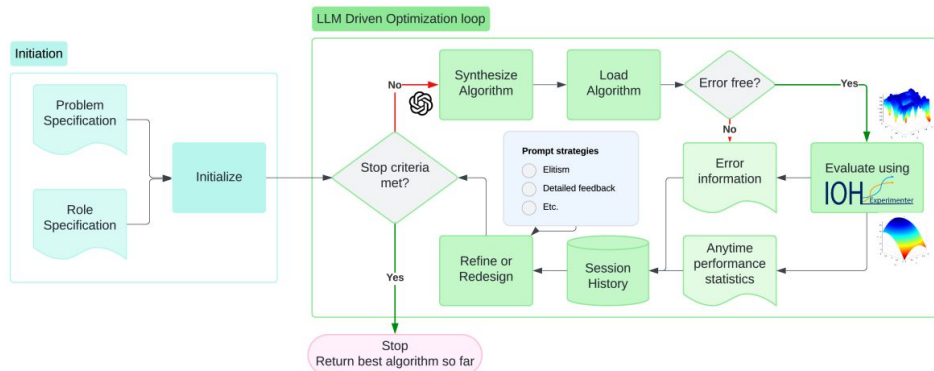 LLM Driven Optimization loop
Initiation
Problem
Specification
Role
Specification
Initialize
Stop criteria
met?
No
Yes
Stop
Return best algorithm so far
Synthesize
Algorithm
Load
Algorithm
Error free?
Yes
No
Prompt strategies
Elitism
Detailed feedback
Etc.
Error
information
Evaluate using
IOH
Experimenter
Refine or
Redesign
Session
History
Anytime
performance
statistics